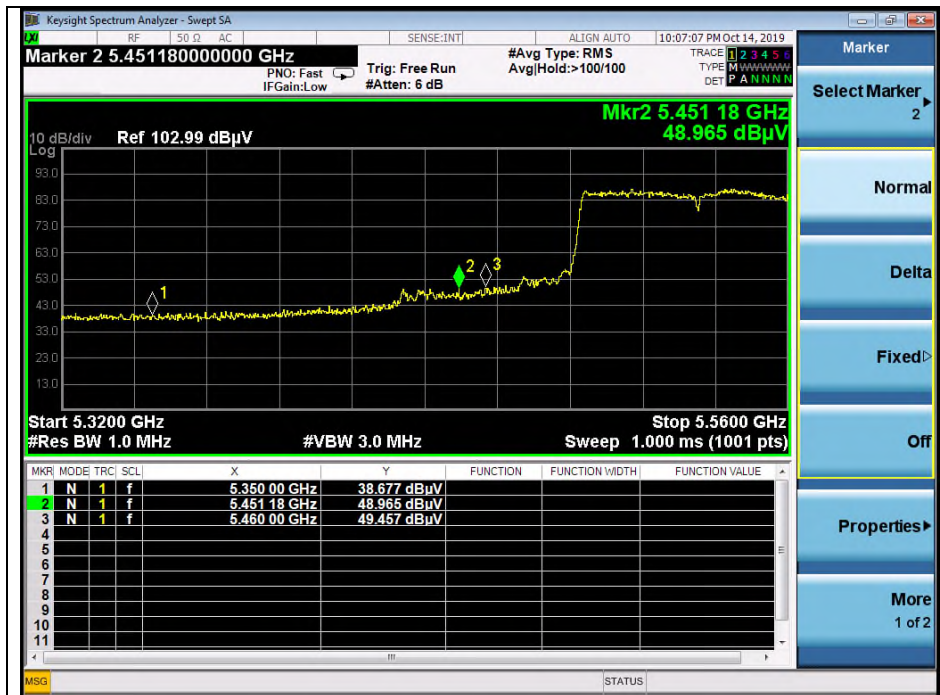 Keysight Spectrum Analyzer - Swept SA
LXI RF 50 Ω AC SENSE:INT ALIGN AUTO 10:07:07 PM Oct 14, 2019
Marker 2 5.451180000000 GHz
PNO: Fast
IFGain:Low
Trig: Free Run
#Atten: 6 dB
#Avg Type: RMS
Avg|Hold:>100/100
TRACE 1 2 3 4 5 6
TYPE M W W W W W
DET P A N N N N
Mkr2 5.451 18 GHz
48.965 dBµV
10 dB/div Ref 102.99 dBµV
Log
93.0
83.0
73.0
63.0
53.0
43.0
33.0
23.0
13.0
1
2
3
Start 5.3200 GHz Stop 5.5600 GHz
#Res BW 1.0 MHz #VBW 3.0 MHz Sweep 1.000 ms (1001 pts)
MKR MODE TRC SCL X Y FUNCTION FUNCTION WIDTH FUNCTION VALUE
1 N 1 f 5.350 00 GHz 38.677 dBµV
2 N 1 f 5.451 18 GHz 48.965 dBµV
3 N 1 f 5.460 00 GHz 49.457 dBµV
4
5
6
7
8
9
10
11
MSG STATUS
Marker
Select Marker
2
Normal
Delta
Fixed
Off
Properties
More
1 of 2